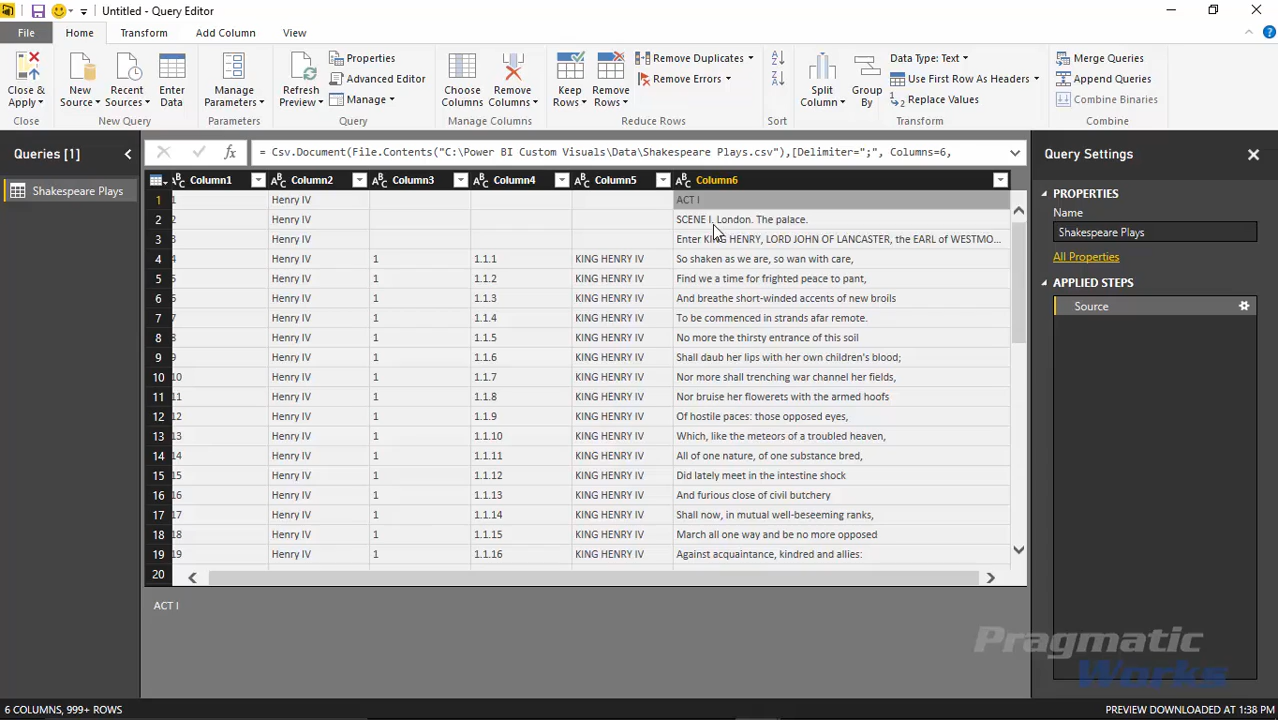 Untitled - Query Editor
File Home Transform Add Column View
Close & Apply
New Source
Recent Sources
Enter Data
Manage Parameters
Refresh Preview
Properties
Advanced Editor
Manage
Choose Columns
Remove Columns
Keep Rows
Remove Rows
Remove Duplicates
Remove Errors
Split Column
Group By
Data Type: Text
Use First Row As Headers
Replace Values
Merge Queries
Append Queries
Combine Binaries
Close New Query Parameters Query Manage Columns Reduce Rows Sort Transform Combine
Queries [1]
Shakespeare Plays
fx = Csv.Document(File.Contents("C:\Power BI Custom Visuals\Data\Shakespeare Plays.csv"),[Delimiter=";", Columns=6,
Column1 Column2 Column3 Column4 Column5 Column6
1 1 Henry IV ACT I
2 2 Henry IV SCENE I. London. The palace.
3 3 Henry IV Enter KING HENRY, LORD JOHN OF LANCASTER, the EARL of WESTMO...
4 4 Henry IV 1 1.1.1 KING HENRY IV So shaken as we are, so wan with care,
5 5 Henry IV 1 1.1.2 KING HENRY IV Find we a time for frighted peace to pant,
6 6 Henry IV 1 1.1.3 KING HENRY IV And breathe short-winded accents of new broils
7 7 Henry IV 1 1.1.4 KING HENRY IV To be commenced in strands afar remote.
8 8 Henry IV 1 1.1.5 KING HENRY IV No more the thirsty entrance of this soil
9 9 Henry IV 1 1.1.6 KING HENRY IV Shall daub her lips with her own children's blood;
10 10 Henry IV 1 1.1.7 KING HENRY IV Nor more shall trenching war channel her fields,
11 11 Henry IV 1 1.1.8 KING HENRY IV Nor bruise her flowerets with the armed hoofs
12 12 Henry IV 1 1.1.9 KING HENRY IV Of hostile paces: those opposed eyes,
13 13 Henry IV 1 1.1.10 KING HENRY IV Which, like the meteors of a troubled heaven,
14 14 Henry IV 1 1.1.11 KING HENRY IV All of one nature, of one substance bred,
15 15 Henry IV 1 1.1.12 KING HENRY IV Did lately meet in the intestine shock
16 16 Henry IV 1 1.1.13 KING HENRY IV And furious close of civil butchery
17 17 Henry IV 1 1.1.14 KING HENRY IV Shall now, in mutual well-beseeming ranks,
18 18 Henry IV 1 1.1.15 KING HENRY IV March all one way and be no more opposed
19 19 Henry IV 1 1.1.16 KING HENRY IV Against acquaintance, kindred and allies:
20
ACT I
Query Settings
PROPERTIES
Name
Shakespeare Plays
All Properties
APPLIED STEPS
Source
Pragmatic
Works
6 COLUMNS, 999+ ROWS
PREVIEW DOWNLOADED AT 1:38 PM